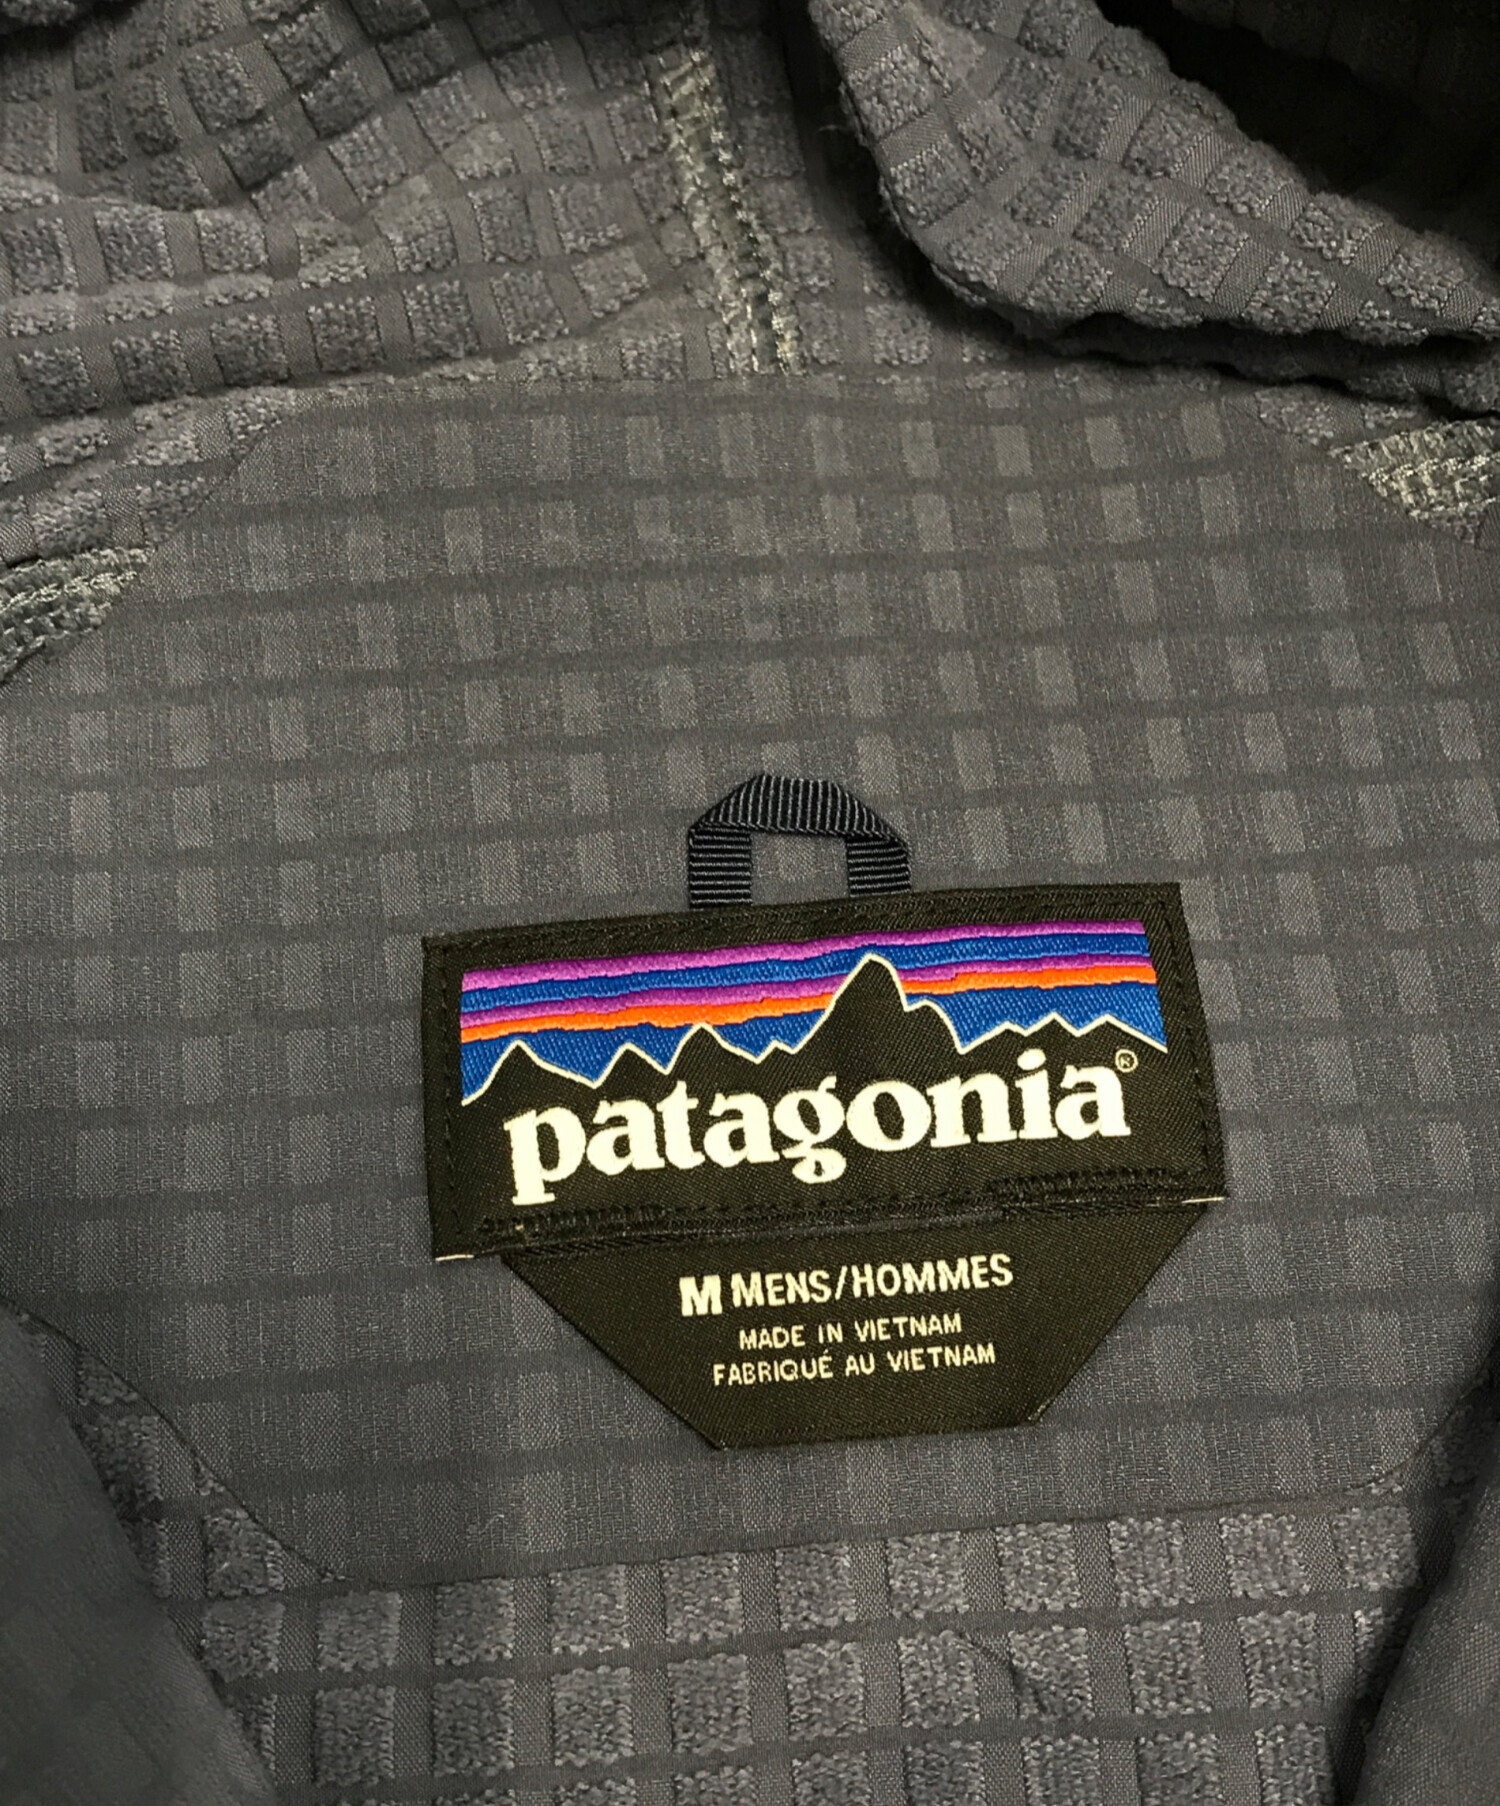 patagonia®
M MENS/HOMMES
MADE IN VIETNAM
FABRIQUÉ AU VIETNAM